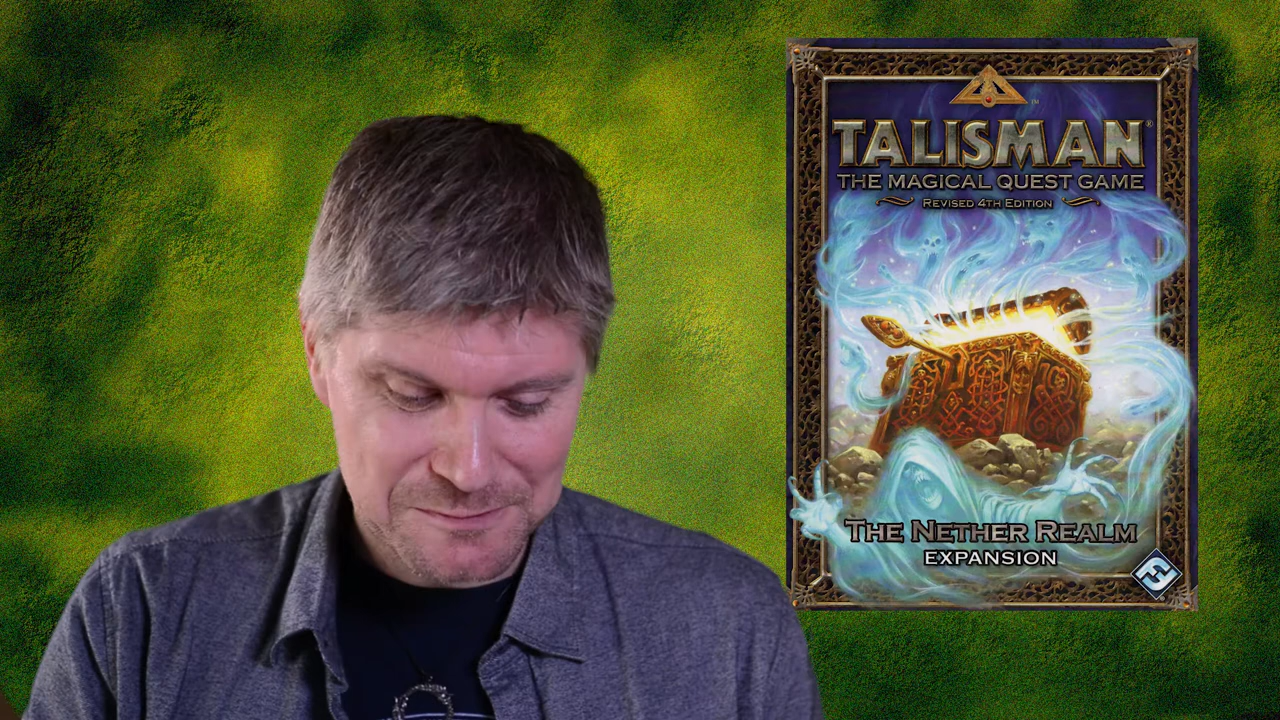 TALISMAN®
THE MAGICAL QUEST GAME
REVISED 4TH EDITION
THE NETHER REALM
EXPANSION